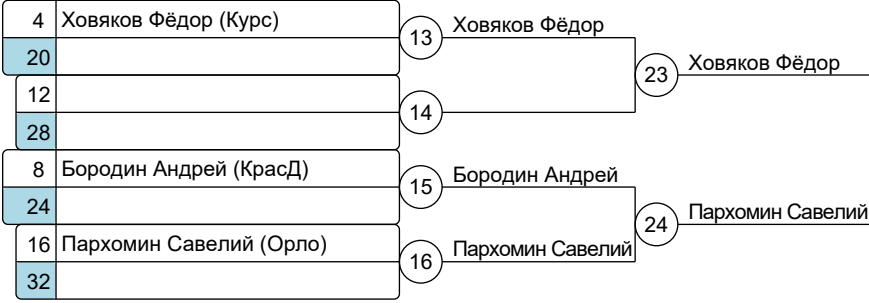 4 Ховяков Фёдор (Курс)
20
13 Ховяков Фёдор
12
28
14
23 Ховяков Фёдор
8 Бородин Андрей (КрасД)
24
15 Бородин Андрей
16 Пархомин Савелий (Орло)
32
16 Пархомин Савелий
24 Пархомин Савелий